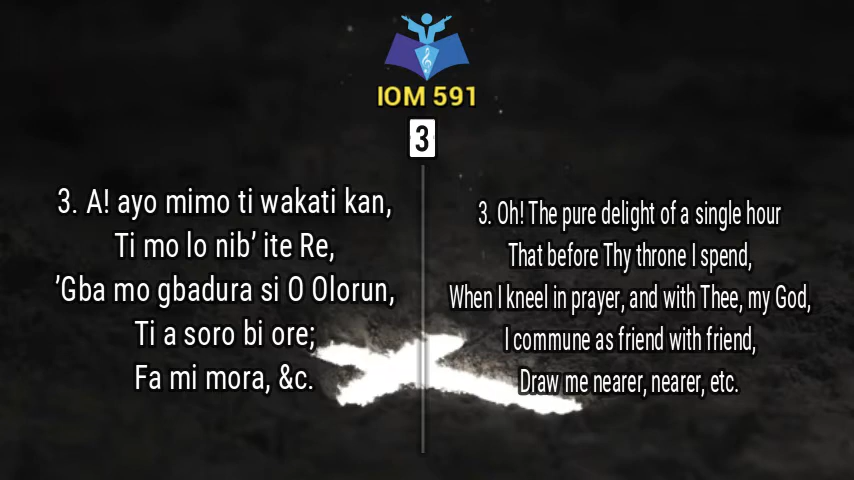 IOM 591
3
3. A! ayo mimo ti wakati kan,
Ti mo lo nib’ ite Re,
’Gba mo gbadura si O Olorun,
Ti a soro bi ore;
Fa mi mora, &c.
3. Oh! The pure delight of a single hour
That before Thy throne I spend,
When I kneel in prayer, and with Thee, my God,
I commune as friend with friend,
Draw me nearer, nearer, etc.